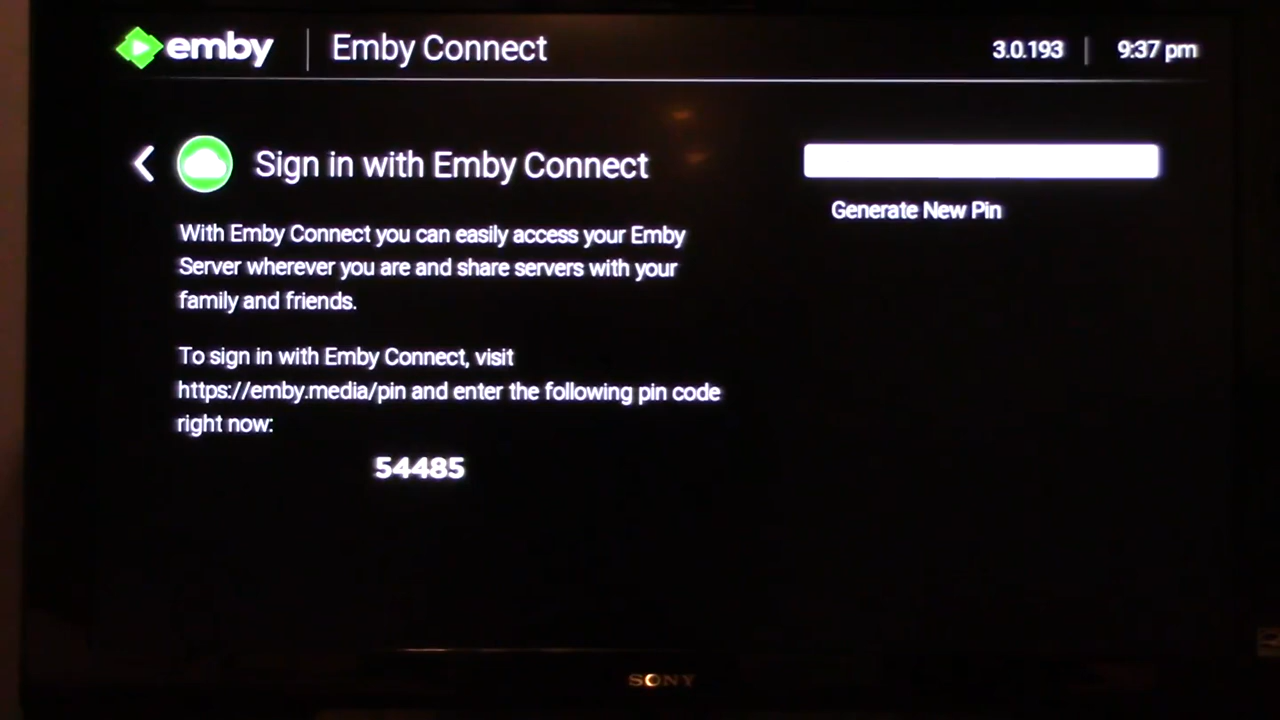 emby | Emby Connect 3.0.193 | 9:37 pm
Sign in with Emby Connect
Generate New Pin
With Emby Connect you can easily access your Emby
Server wherever you are and share servers with your
family and friends.
To sign in with Emby Connect, visit
https://emby.media/pin and enter the following pin code
right now:
54485
SONY